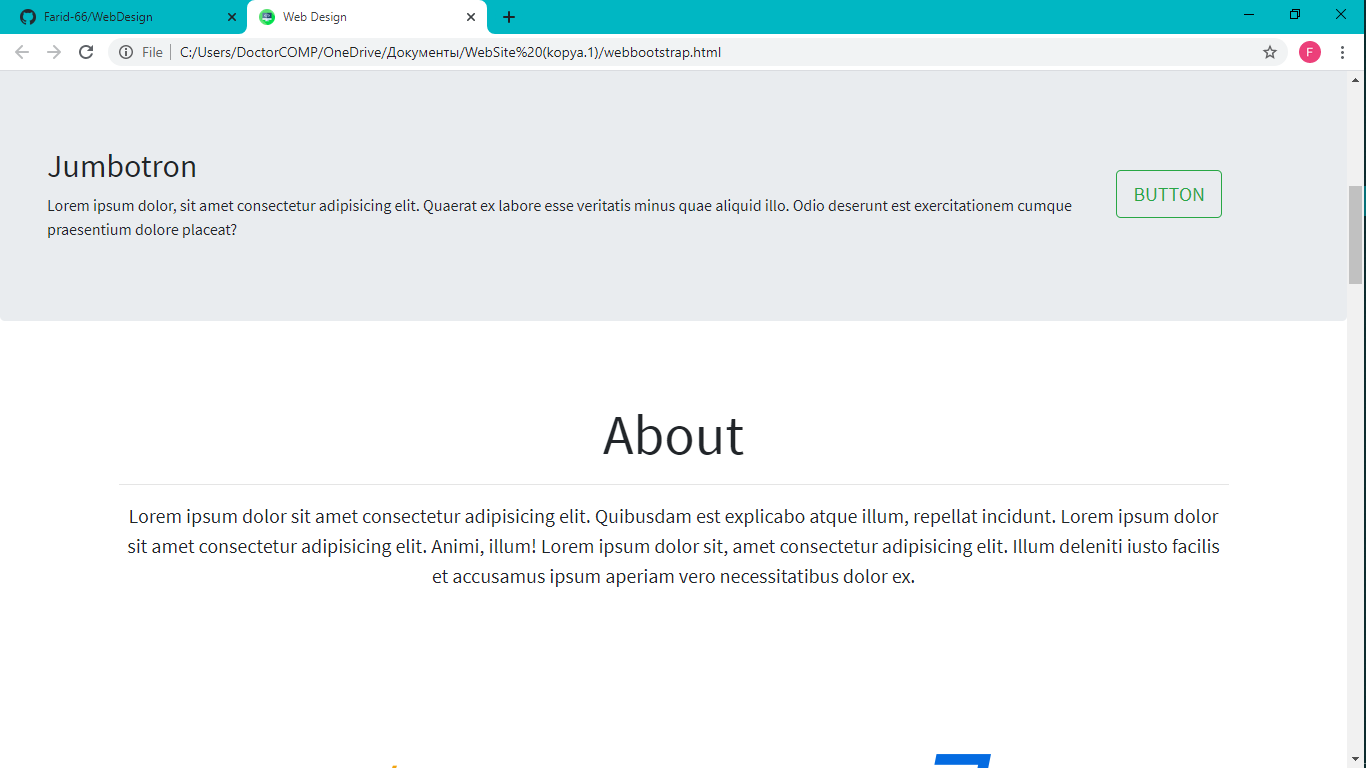 Farid-66/WebDesign
Web Design
File
C:/Users/DoctorCOMP/OneDrive/Документы/WebSite%20(kopya.1)/webbootstrap.html
F
Jumbotron
Lorem ipsum dolor, sit amet consectetur adipisicing elit. Quaerat ex labore esse veritatis minus quae aliquid illo. Odio deserunt est exercitationem cumque
praesentium dolore placeat?
BUTTON
About
Lorem ipsum dolor sit amet consectetur adipisicing elit. Quibusdam est explicabo atque illum, repellat incidunt. Lorem ipsum dolor
sit amet consectetur adipisicing elit. Animi, illum! Lorem ipsum dolor sit, amet consectetur adipisicing elit. Illum deleniti iusto facilis
et accusamus ipsum aperiam vero necessitatibus dolor ex.